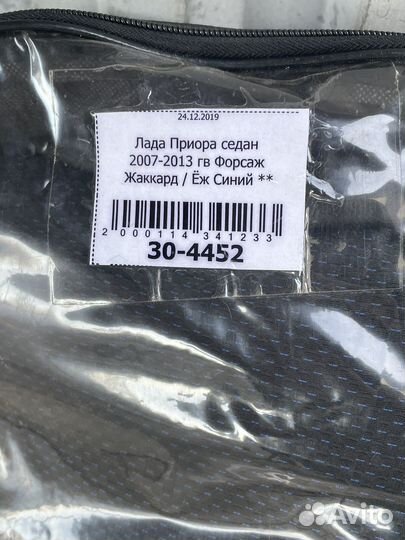 24.12.2019
Лада Приора седан
2007-2013 гв Форсаж
Жаккард / Ёж Синий **
2 000114 341233
30-4452
Avito